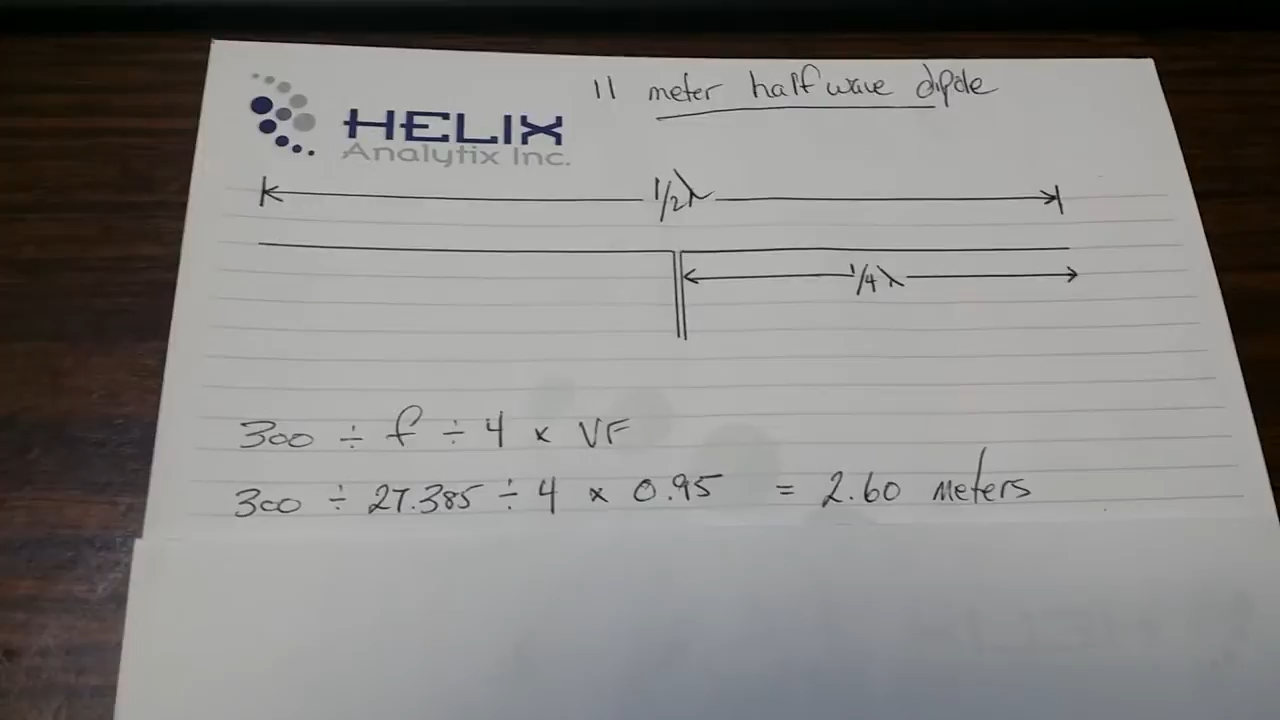 11 meter halfwave dipole
HELIX
Analytix Inc.
1/2λ
1/4λ
300 ÷ f ÷ 4 × VF
300 ÷ 27.385 ÷ 4 × 0.95 = 2.60 meters